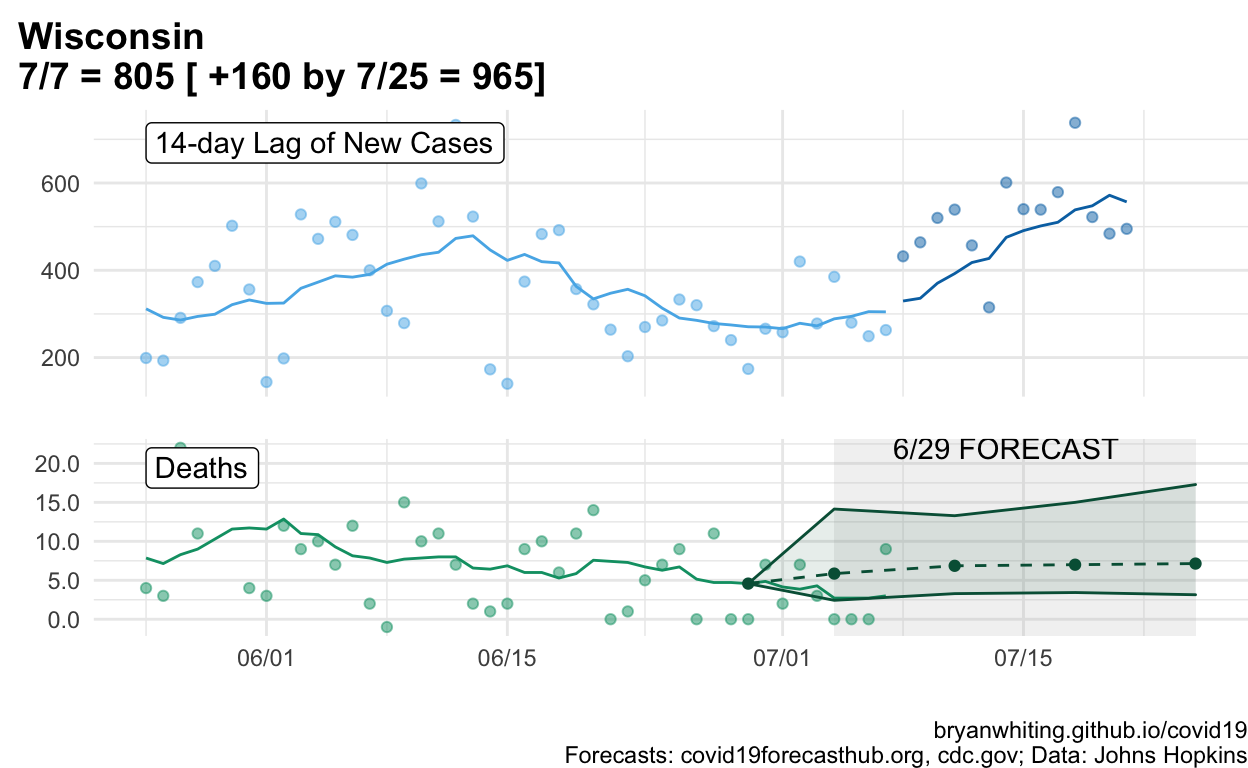 Wisconsin
7/7 = 805 [ +160 by 7/25 = 965]
14-day Lag of New Cases
600
400
200
Deaths
6/29 FORECAST
20.0
15.0
10.0
5.0
0.0
06/01
06/15
07/01
07/15
bryanwhiting.github.io/covid19
Forecasts: covid19forecasthub.org, cdc.gov; Data: Johns Hopkins